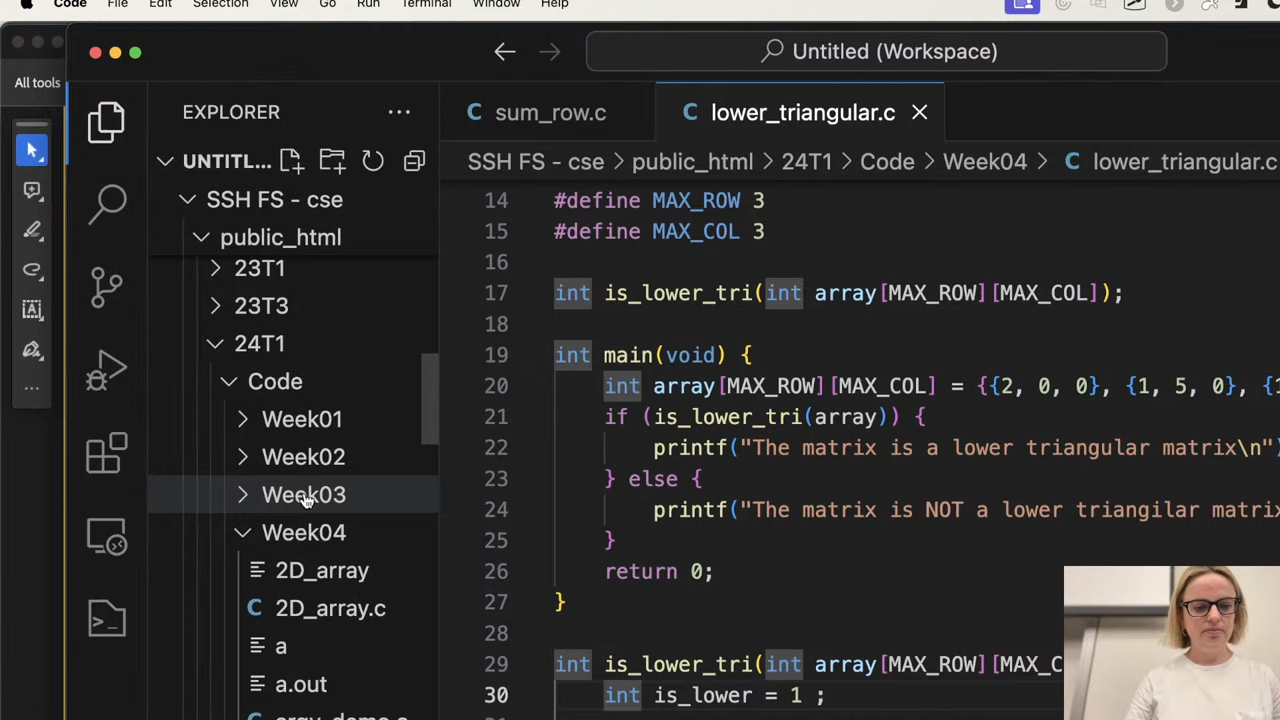 Code File Edit Selection View Go Run Terminal Window Help
Untitled (Workspace)
All tools
EXPLORER
sum_row.c
lower_triangular.c
UNTITL...
SSH FS - cse > public_html > 24T1 > Code > Week04 > lower_triangular.c
SSH FS - cse
public_html
23T1
23T3
24T1
Code
Week01
Week02
Week03
Week04
2D_array
2D_array.c
a
a.out
14 #define MAX_ROW 3
15 #define MAX_COL 3
16
17 int is_lower_tri(int array[MAX_ROW][MAX_COL]);
18
19 int main(void) {
20 int array[MAX_ROW][MAX_COL] = {{2, 0, 0}, {1, 5, 0}, {1
21 if (is_lower_tri(array)) {
22 printf("The matrix is a lower triangular matrix\n")
23 } else {
24 printf("The matrix is NOT a lower triangilar matrix
25 }
26 return 0;
27 }
28
29 int is_lower_tri(int array[MAX_ROW][MAX_C
30 int is_lower = 1 ;